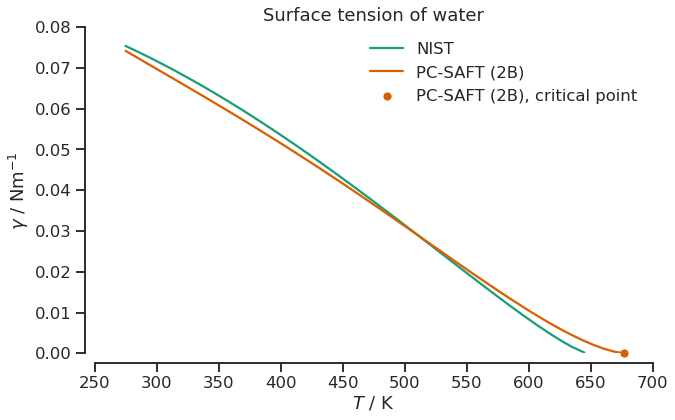 Surface tension of water
NIST
PC-SAFT (2B)
PC-SAFT (2B), critical point
γ / Nm⁻¹
0.08
0.07
0.06
0.05
0.04
0.03
0.02
0.01
0.00
250 300 350 400 450 500 550 600 650 700
T / K